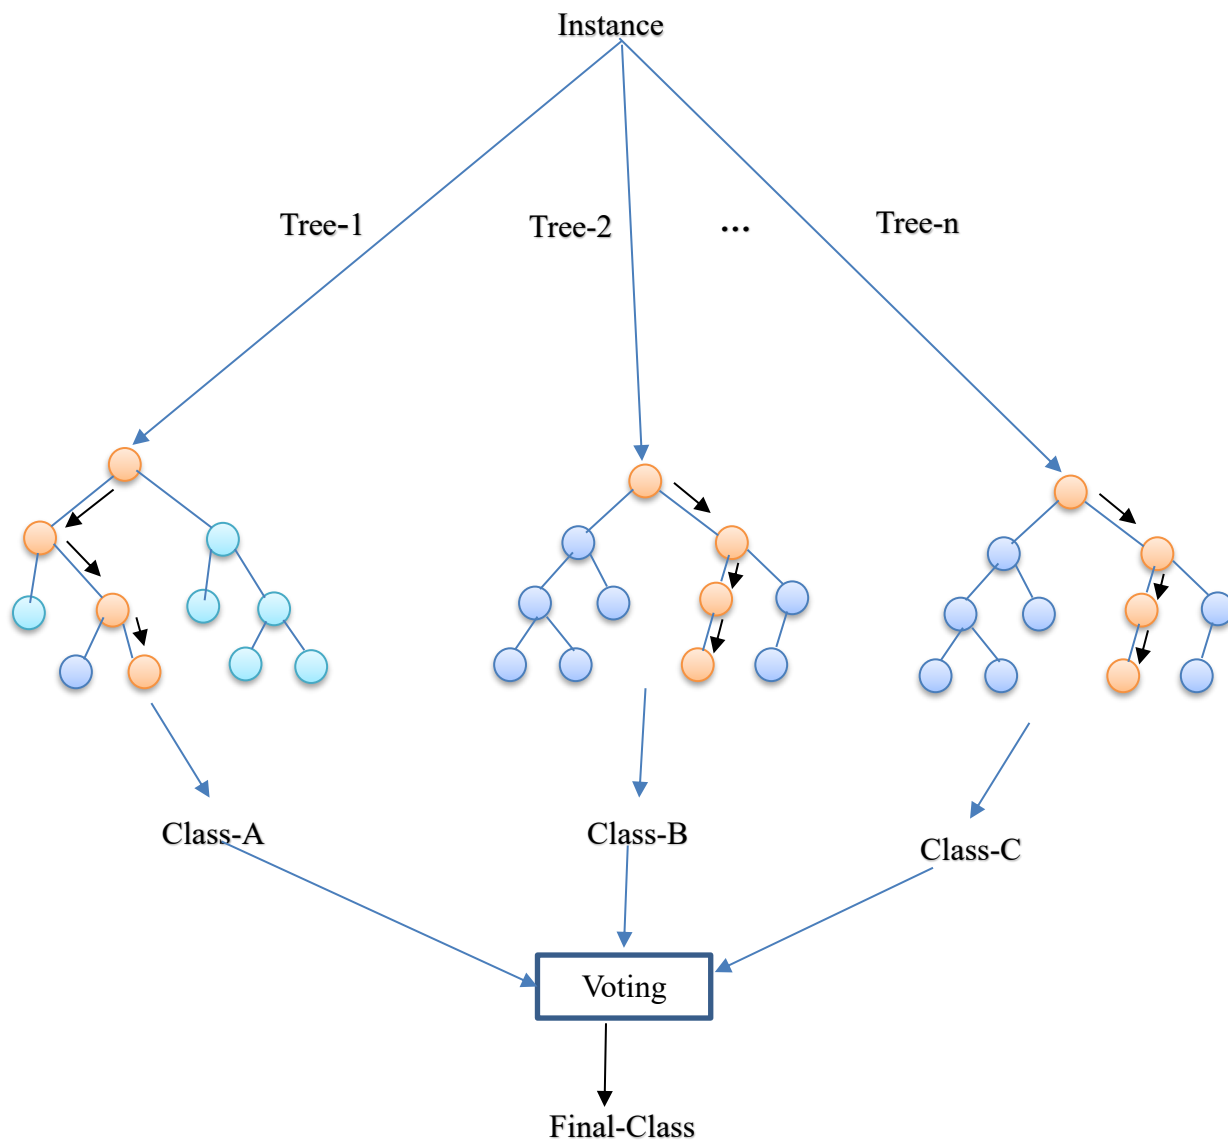 Instance
Tree-1
Tree-2
...
Tree-n
Class-A
Class-B
Class-C
Voting
Final-Class